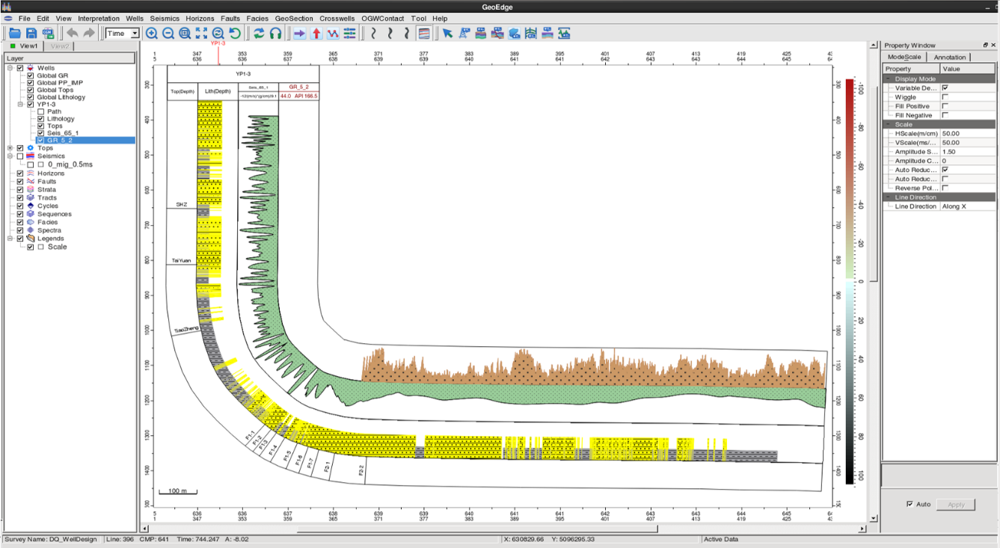 GeoEdge
File Edit View Interpretation Wells Seismics Horizons Faults Facies GeoSection Crosswells OGWContact Tool Help
Time
View1 View2
Layer
Wells
Global GR
Global PP_IMP
Global Tops
Global Lithology
YP1-3
Path
Lithology
Tops
Seis_65_1
GR_5_2
Tops
Seismics
0_mig_0.5ms
Horizons
Faults
Strata
Tracts
Cycles
Sequences
Facies
Spectra
Legends
Scale
YP1-3
1 347 353 359 365 371 377 383 389 395 401 407 413 419 425
5 636 636 637 638 639 639 640 641 641 642 643 643 644 645
YP1-3
Top(Depth) Lith(Depth) GR_5_2
44.0 API 166.5
300
400
500
600
700
800
900
1000
1100
1200
1300
1400
SHZ
TaiYuan
TiaoZheng
F1-1
F1-2
F1-3
F1-4
F1-5
F1-6
F1-7
F2-1
F2-2
100 m
300
400
500
600
700
800
900
1000
1100
1200
1300
1400
-100
-80
-60
-40
-20
0
20
40
60
80
100
5 636 636 637 638 639 639 640 641 641 642 643 643 644 645
1 347 353 359 365 371 377 383 389 395 401 407 413 419 425
Property Window
ModeScale Annotation
Property Value
Display Mode
Variable De...
Wiggle
Fill Positive
Fill Negative
Scale
HScale(m/cm) 50.00
VScale(ms/... 50.00
Amplitude S... 1.50
Amplitude C... 0
Auto Reduc...
Auto Reduc...
Reverse Pol...
Line Direction
Line Direction Along X
Auto Apply
Survey Name: DQ_WellDesign Line: 396 CMP: 641 Time: 744.247 A: -8.02 X: 630829.66 Y: 5096295.33 Active Data